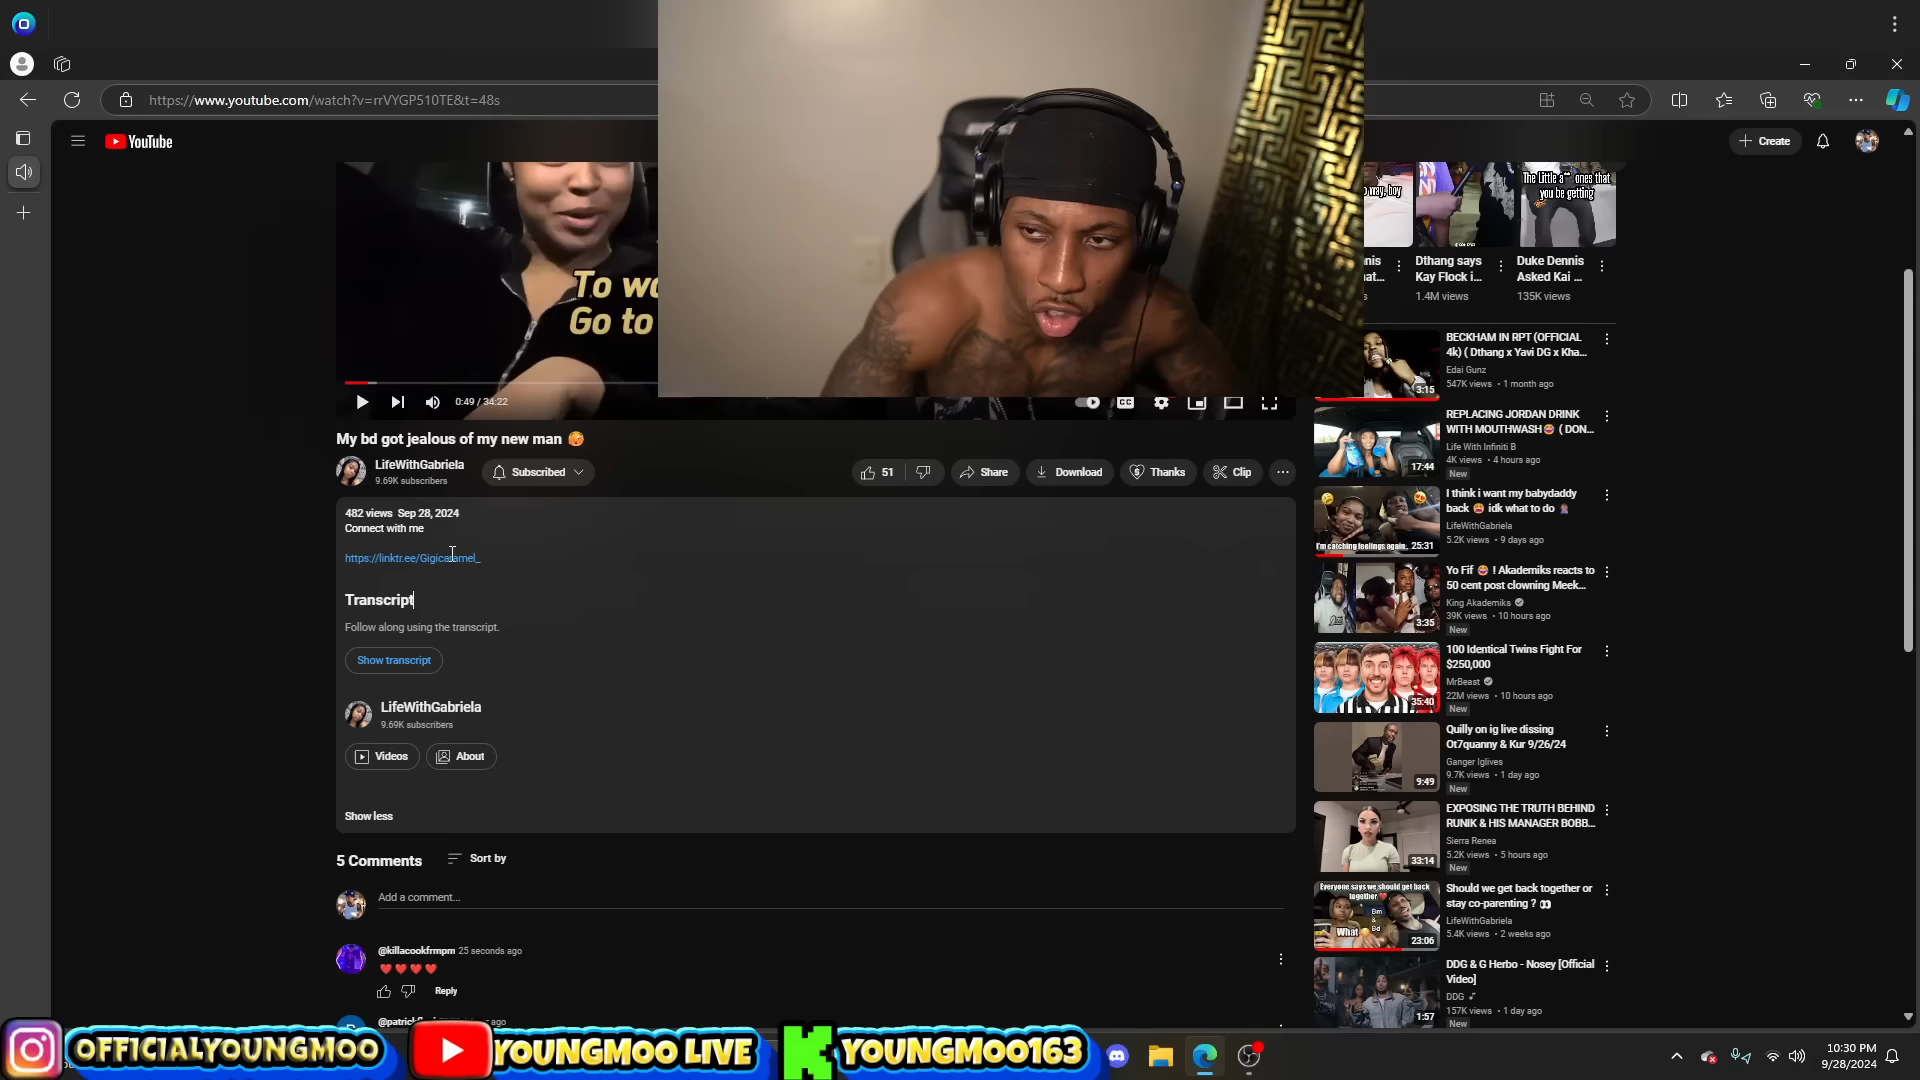 https://www.youtube.com/watch?v=rrVYGP510TE&t=48s
YouTube
Create
To wo
Go to
0:49 / 34:22
CC
My bd got jealous of my new man 🥵
LifeWithGabriela
9.69K subscribers
Subscribed
51
Share
Download
Thanks
Clip
482 views Sep 28, 2024
Connect with me
https://linktr.ee/Gigicaramel_
Transcript
Follow along using the transcript.
Show transcript
LifeWithGabriela
9.69K subscribers
Videos
About
Show less
5 Comments
Sort by
Add a comment...
@killacookfrmpm 25 seconds ago
❤️❤️❤️❤️
Reply
way, boy
The Little a** ones that
you be getting
Dthang says
Kay Flock i...
1.4M views
Duke Dennis
Asked Kai ...
135K views
BECKHAM IN RPT (OFFICIAL
4k) ( Dthang x Yavi DG x Kha...
Edai Gunz
547K views • 1 month ago
3:15
REPLACING JORDAN DRINK
WITH MOUTHWASH😂 ( DON...
Life With Infiniti B
4K views • 4 hours ago
New
17:44
I think i want my babydaddy
back 😩 idk what to do 🤦🏽‍♀️
LifeWithGabriela
5.2K views • 9 days ago
I'm catching feelings again..
25:31
Yo Fif 😂 ! Akademiks reacts to
50 cent post clowning Meek...
King Akademiks
39K views • 10 hours ago
New
3:35
100 Identical Twins Fight For
$250,000
MrBeast
22M views • 10 hours ago
New
35:40
Quilly on ig live dissing
Ot7quanny & Kur 9/26/24
Ganger Iglives
9.7K views • 1 day ago
New
9:49
EXPOSING THE TRUTH BEHIND
RUNIK & HIS MANAGER BOBB...
Sierra Renea
5.2K views • 5 hours ago
New
33:14
Everyone says we should get back
together ❤️
Bm
&
Bd
What
23:06
Should we get back together or
stay co-parenting ? 👀
LifeWithGabriela
5.4K views • 2 weeks ago
DDG & G Herbo - Nosey [Official
Video]
DDG
157K views • 1 day ago
New
1:57
OFFICIALYOUNGMOO
YOUNGMOO LIVE
K
YOUNGMOO163
10:30 PM
9/28/2024